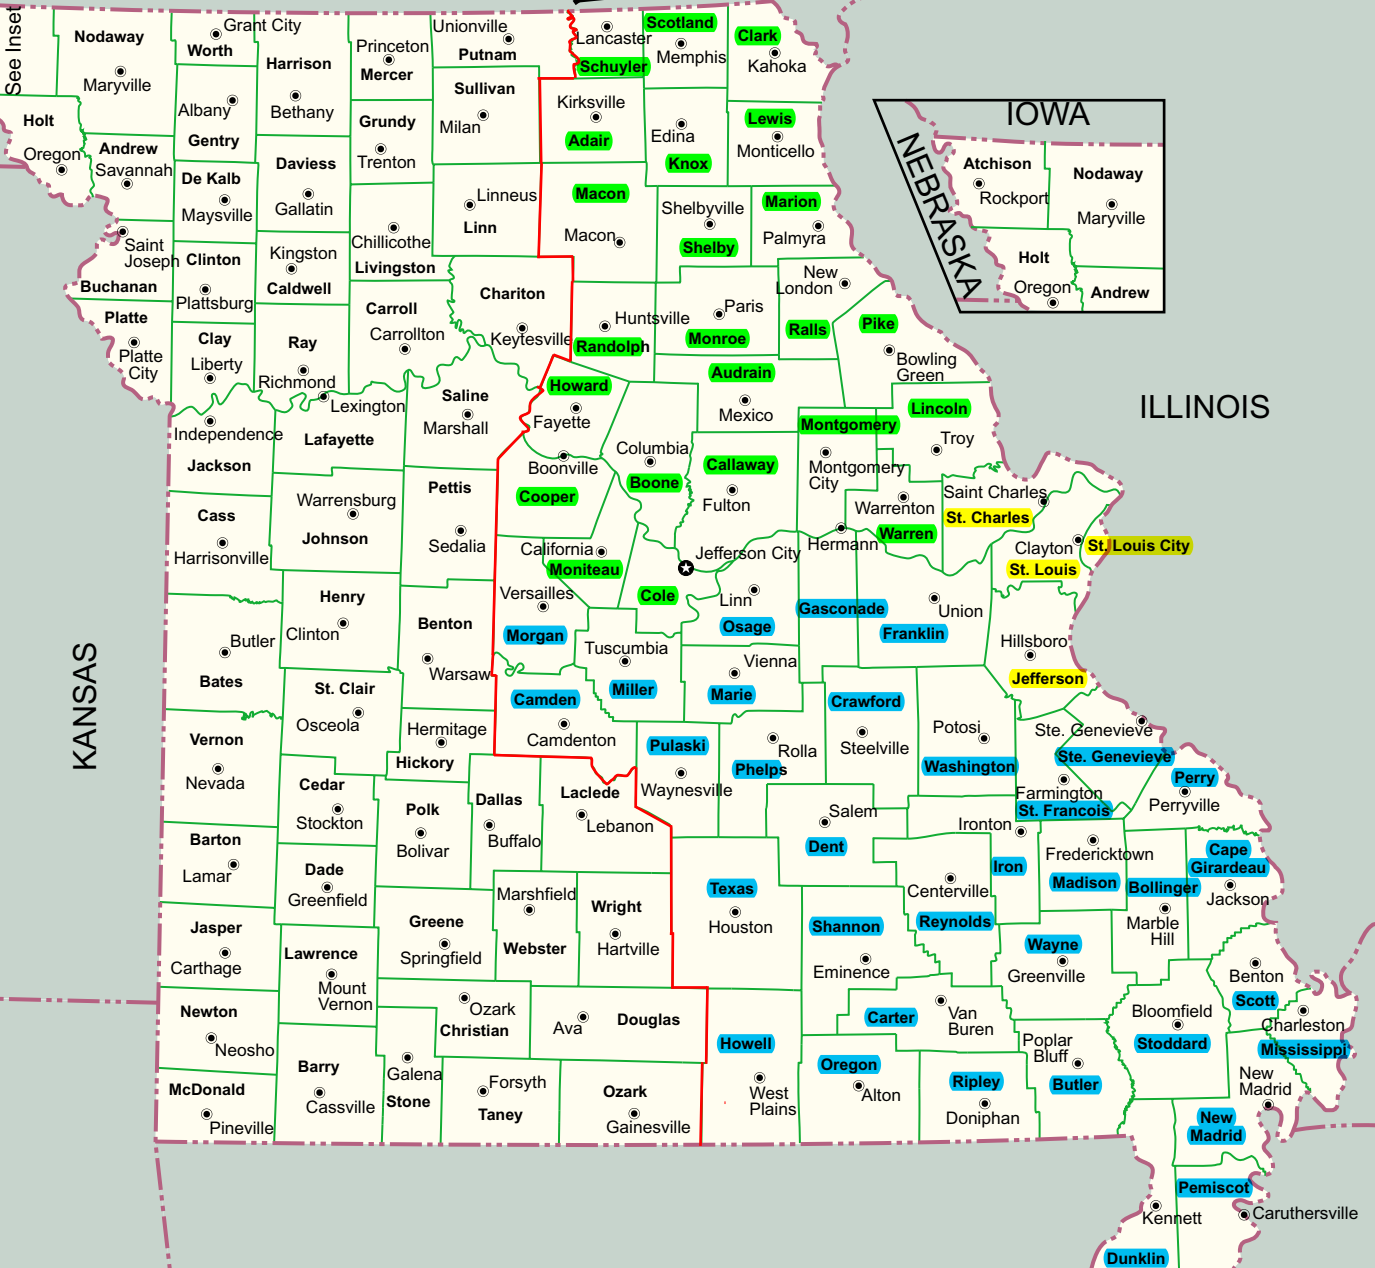 See Inset
Nodaway
Maryville
Grant City
Worth
Harrison
Bethany
Princeton
Mercer
Unionville
Putnam
Lancaster
Schuyler
Scotland
Memphis
Clark
Kahoka
Holt
Oregon
Andrew
Savannah
Albany
Gentry
Grundy
Trenton
Sullivan
Milan
Kirksville
Adair
Edina
Knox
Lewis
Monticello
De Kalb
Maysville
Daviess
Gallatin
Chillicothe
Livingston
Linneus
Linn
Macon
Macon
Shelbyville
Shelby
Marion
Palmyra
Saint
Joseph
Buchanan
Clinton
Plattsburg
Kingston
Caldwell
Carroll
Carrollton
Chariton
Keytesville
Huntsville
Randolph
Paris
Monroe
New
London
Ralls
Pike
Bowling
Green
Platte
Platte
City
Clay
Liberty
Ray
Richmond
Lexington
Lafayette
Saline
Marshall
Howard
Fayette
Audrain
Mexico
Montgomery
Montgomery
City
Lincoln
Troy
Independence
Jackson
Boonville
Cooper
Columbia
Boone
Callaway
Fulton
Warrenton
Warren
Saint Charles
St. Charles
Clayton
St. Louis
St. Louis City
Cass
Harrisonville
Warrensburg
Johnson
Pettis
Sedalia
California
Moniteau
Jefferson City
Cole
Hermann
Gasconade
Linn
Osage
Union
Franklin
Hillsboro
Jefferson
Butler
Bates
Henry
Clinton
Benton
Warsaw
Versailles
Morgan
Tuscumbia
Miller
Vienna
Marie
St. Clair
Osceola
Hermitage
Hickory
Camden
Camdenton
Pulaski
Waynesville
Rolla
Phelps
Crawford
Steelville
Potosi
Washington
Ste. Genevieve
Ste. Genevieve
Farmington
St. Francois
Perry
Perryville
Vernon
Nevada
Cedar
Stockton
Polk
Bolivar
Dallas
Buffalo
Laclede
Lebanon
Salem
Dent
Ironton
Iron
Fredericktown
Madison
Bollinger
Marble
Hill
Cape
Girardeau
Jackson
Barton
Lamar
Dade
Greenfield
Greene
Springfield
Marshfield
Webster
Wright
Hartville
Texas
Houston
Shannon
Eminence
Centerville
Reynolds
Wayne
Greenville
Benton
Scott
Jasper
Carthage
Lawrence
Mount
Vernon
Ozark
Christian
Ava
Douglas
Howell
West
Plains
Carter
Van
Buren
Bloomfield
Stoddard
Charleston
Mississippi
Newton
Neosho
Barry
Cassville
Galena
Stone
Forsyth
Taney
Ozark
Gainesville
Oregon
Alton
Ripley
Doniphan
Poplar
Bluff
Butler
New
Madrid
New
Madrid
McDonald
Pineville
Pemiscot
Caruthersville
Kennett
Dunklin
KANSAS
ILLINOIS
IOWA
NEBRASKA
Atchison
Rockport
Nodaway
Maryville
Holt
Oregon
Andrew